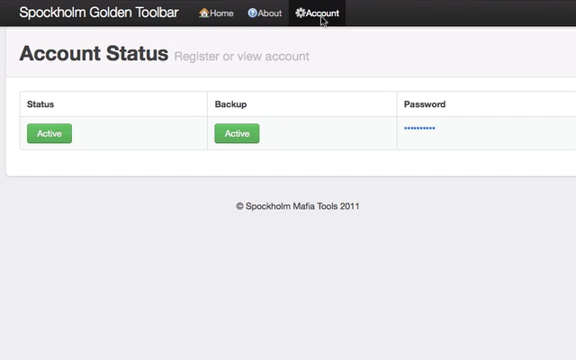 Spockholm Golden Toolbar Home About Account
Account Status Register or view account
Status Backup Password
Active Active ••••••••••
© Spockholm Mafia Tools 2011